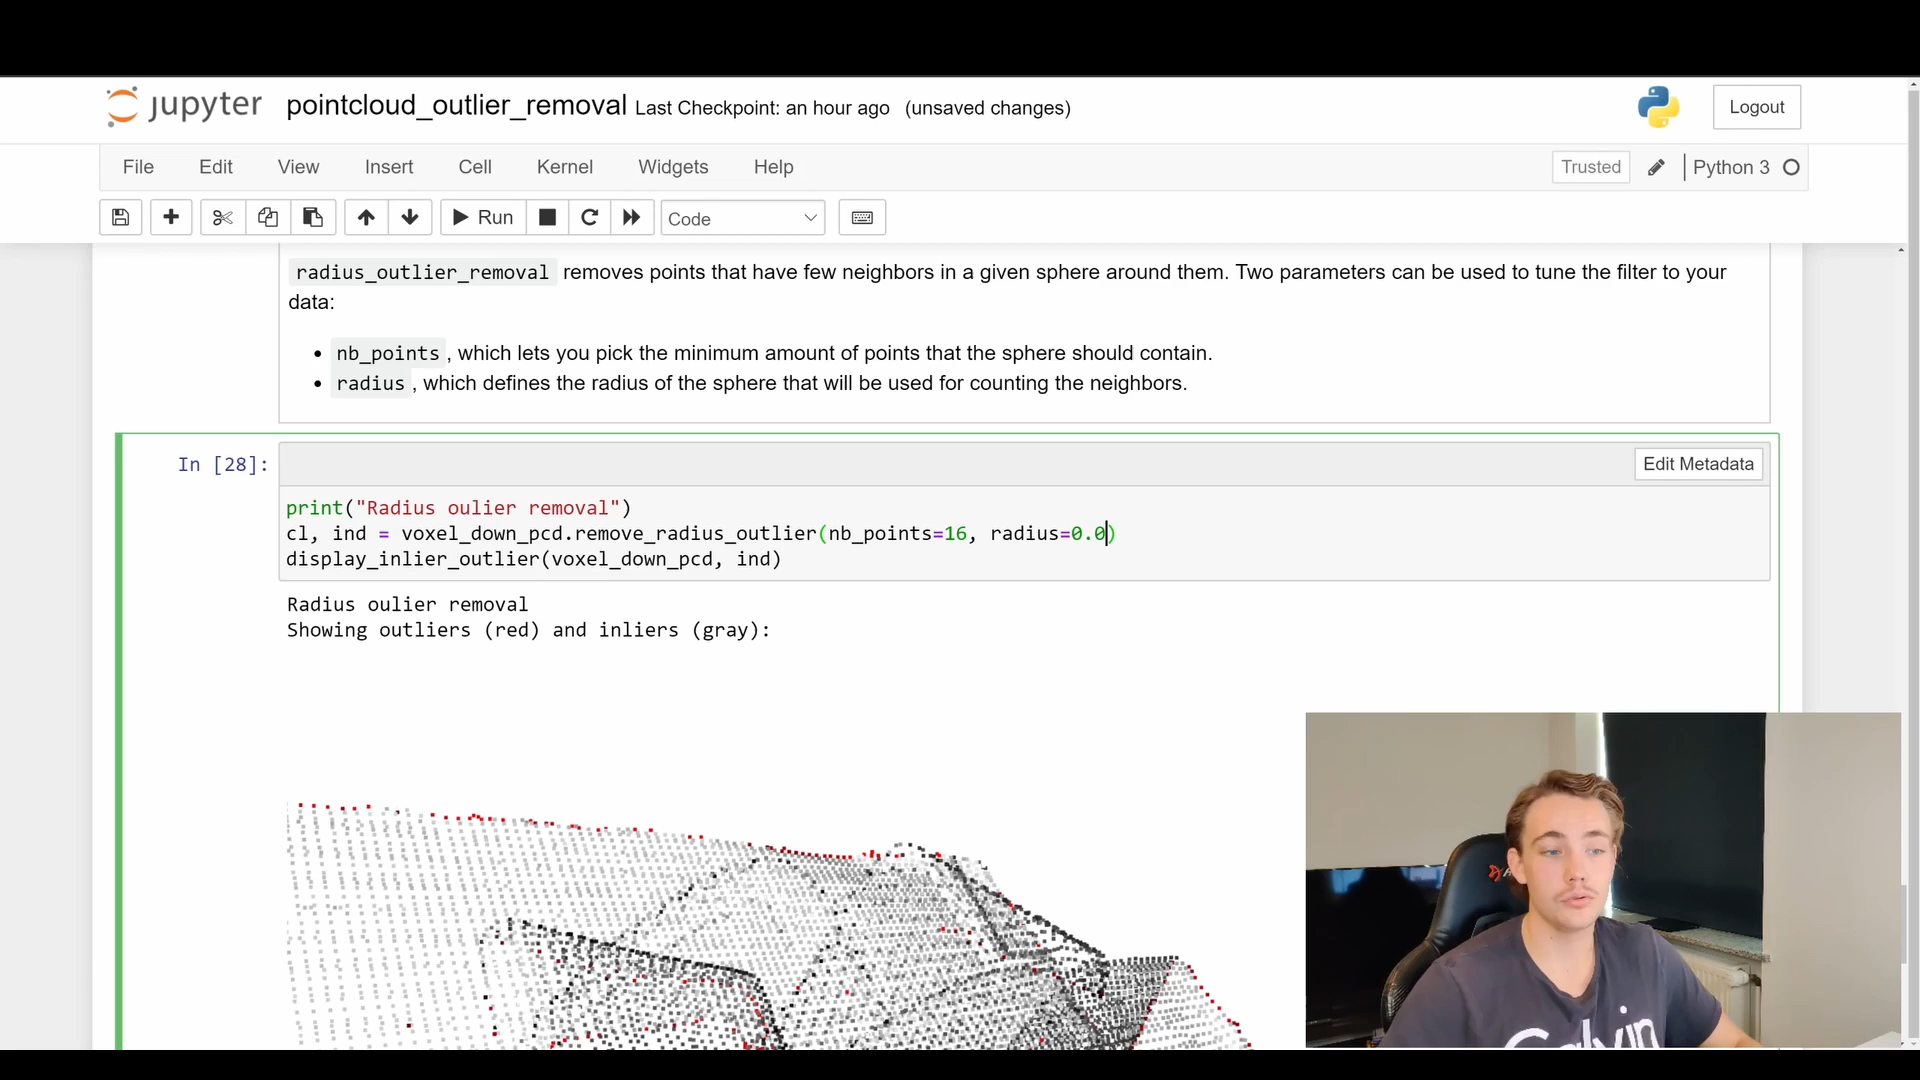 jupyter pointcloud_outlier_removal Last Checkpoint: an hour ago (unsaved changes) Logout
File Edit View Insert Cell Kernel Widgets Help Trusted Python 3
Run Code
radius_outlier_removal removes points that have few neighbors in a given sphere around them. Two parameters can be used to tune the filter to your
data:
• nb_points , which lets you pick the minimum amount of points that the sphere should contain.
• radius , which defines the radius of the sphere that will be used for counting the neighbors.
In [28]: Edit Metadata
print("Radius oulier removal")
cl, ind = voxel_down_pcd.remove_radius_outlier(nb_points=16, radius=0.0)
display_inlier_outlier(voxel_down_pcd, ind)
Radius oulier removal
Showing outliers (red) and inliers (gray):
Calvin